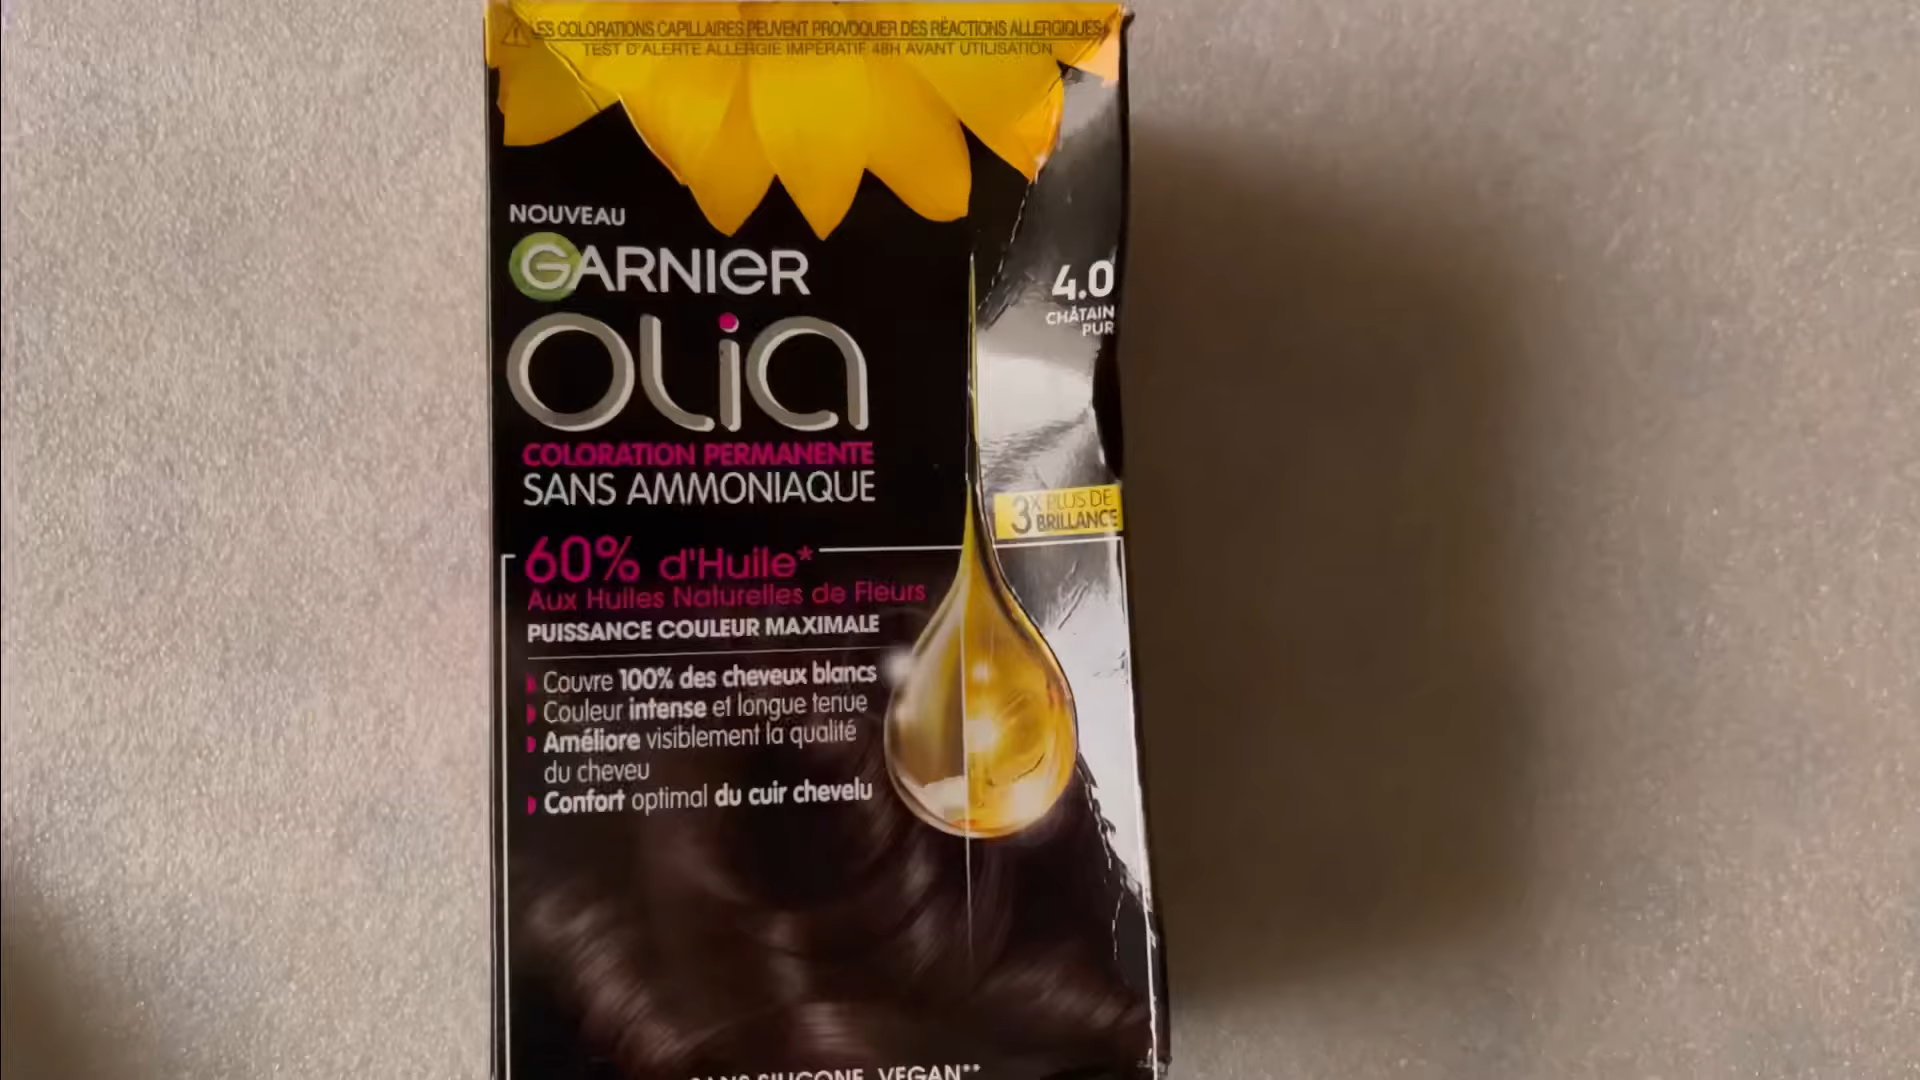 LES COLORATIONS CAPILLAIRES PEUVENT PROVOQUER DES RÉACTIONS ALLERGIQUES
TEST D'ALERTE ALLERGIE IMPÉRATIF 48H AVANT UTILISATION
NOUVEAU
GARNIER
OLIA
4.0
CHÂTAIN
PUR
COLORATION PERMANENTE
SANS AMMONIAQUE
3X PLUS DE
BRILLANCE
60% d'Huile*
Aux Huiles Naturelles de Fleurs
PUISSANCE COULEUR MAXIMALE
Couvre 100% des cheveux blancs
Couleur intense et longue tenue
Améliore visiblement la qualité
du cheveu
Confort optimal du cuir chevelu
SANS SILICONE, VEGAN**